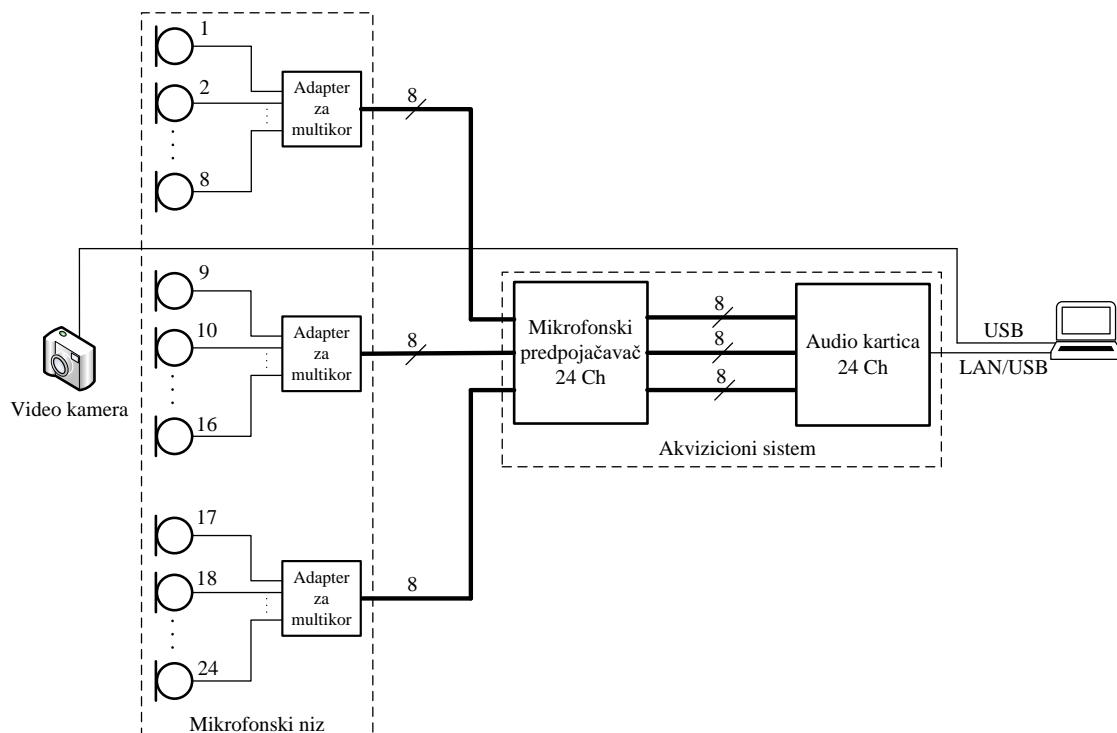 1
2
8
Adapter
za
multikor
8
9
10
16
Adapter
za
multikor
8
17
18
24
Adapter
za
multikor
8
Mikrofonski niz
Video kamera
Mikrofonski
predpojačavač
24 Ch
8
8
8
Audio kartica
24 Ch
Akvizicioni sistem
USB
LAN/USB